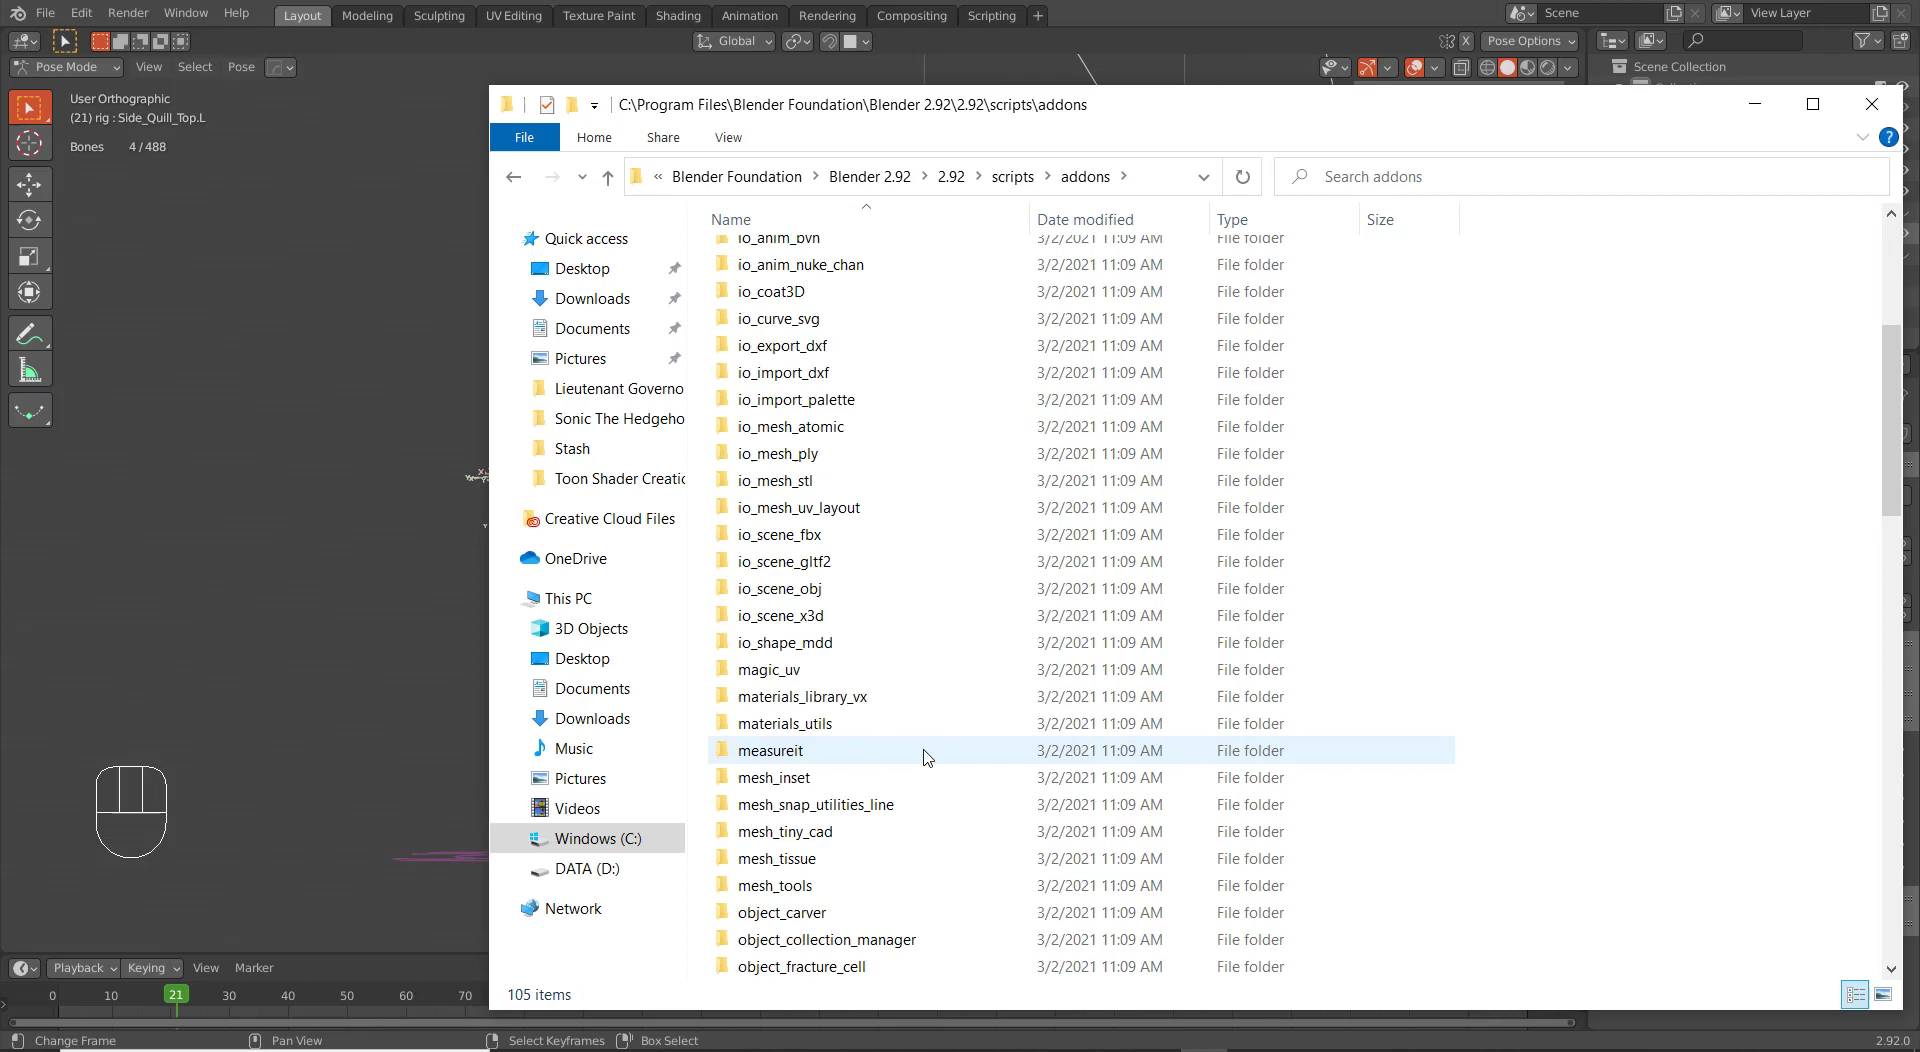 File Edit Render Window Help Layout Modeling Sculpting UV Editing Texture Paint Shading Animation Rendering Compositing Scripting + Scene View Layer
Global X Pose Options
Pose Mode View Select Pose Scene Collection
User Orthographic
(21) rig : Side_Quill_Top.L
Bones 4 / 488
C:\Program Files\Blender Foundation\Blender 2.92\2.92\scripts\addons
File Home Share View
« Blender Foundation > Blender 2.92 > 2.92 > scripts > addons > Search addons
Name Date modified Type Size
Quick access
Desktop
Downloads
Documents
Pictures
Lieutenant Governo
Sonic The Hedgeho
Stash
Toon Shader Creatic
Creative Cloud Files
OneDrive
This PC
3D Objects
Desktop
Documents
Downloads
Music
Pictures
Videos
Windows (C:)
DATA (D:)
Network
io_anim_bvh 3/2/2021 11:09 AM File folder
io_anim_nuke_chan 3/2/2021 11:09 AM File folder
io_coat3D 3/2/2021 11:09 AM File folder
io_curve_svg 3/2/2021 11:09 AM File folder
io_export_dxf 3/2/2021 11:09 AM File folder
io_import_dxf 3/2/2021 11:09 AM File folder
io_import_palette 3/2/2021 11:09 AM File folder
io_mesh_atomic 3/2/2021 11:09 AM File folder
io_mesh_ply 3/2/2021 11:09 AM File folder
io_mesh_stl 3/2/2021 11:09 AM File folder
io_mesh_uv_layout 3/2/2021 11:09 AM File folder
io_scene_fbx 3/2/2021 11:09 AM File folder
io_scene_gltf2 3/2/2021 11:09 AM File folder
io_scene_obj 3/2/2021 11:09 AM File folder
io_scene_x3d 3/2/2021 11:09 AM File folder
io_shape_mdd 3/2/2021 11:09 AM File folder
magic_uv 3/2/2021 11:09 AM File folder
materials_library_vx 3/2/2021 11:09 AM File folder
materials_utils 3/2/2021 11:09 AM File folder
measureit 3/2/2021 11:09 AM File folder
mesh_inset 3/2/2021 11:09 AM File folder
mesh_snap_utilities_line 3/2/2021 11:09 AM File folder
mesh_tiny_cad 3/2/2021 11:09 AM File folder
mesh_tissue 3/2/2021 11:09 AM File folder
mesh_tools 3/2/2021 11:09 AM File folder
object_carver 3/2/2021 11:09 AM File folder
object_collection_manager 3/2/2021 11:09 AM File folder
object_fracture_cell 3/2/2021 11:09 AM File folder
105 items
Playback Keying View Marker
0 10 21 30 40 50 60 70
Change Frame Pan View Select Keyframes Box Select 2.92.0